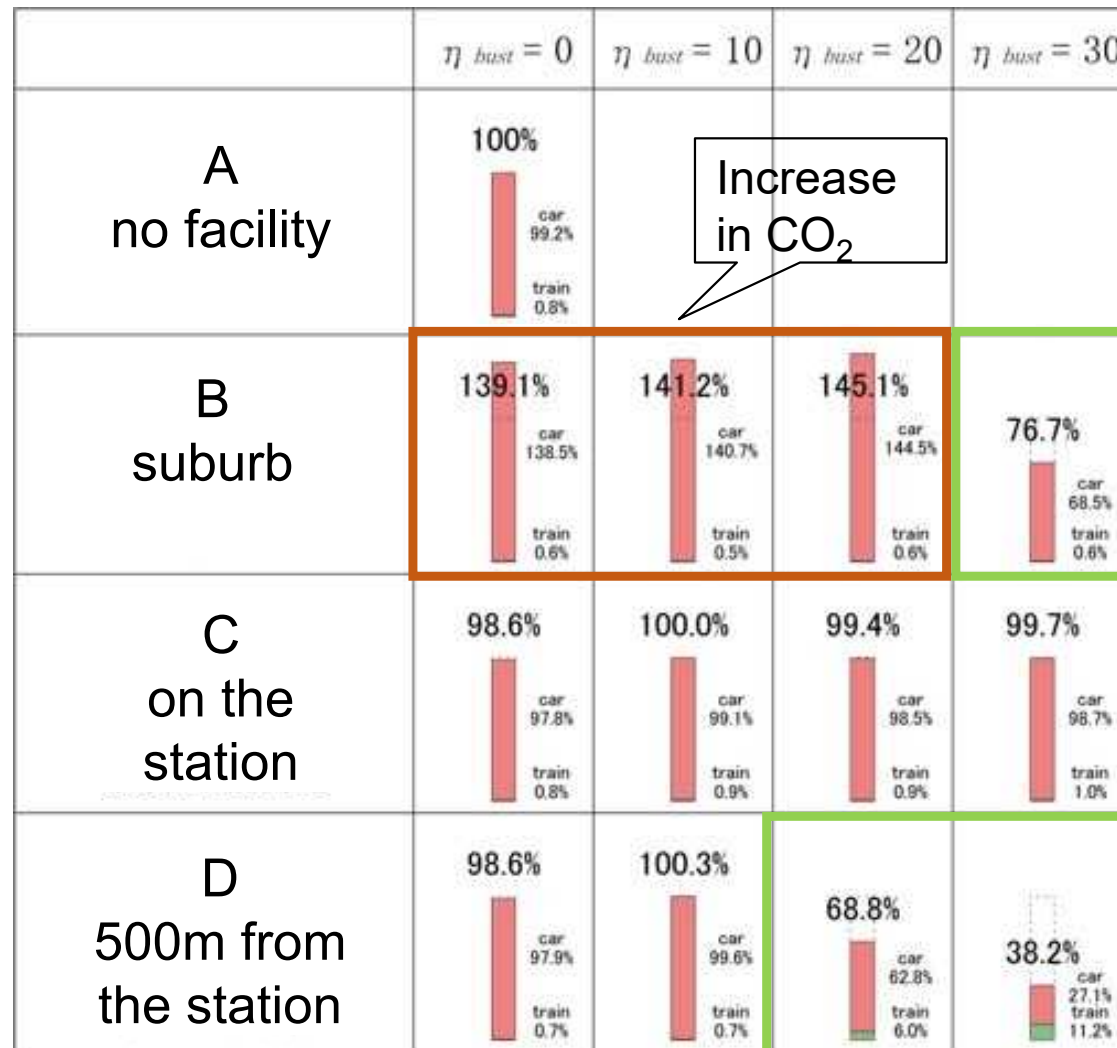 η bust = 0 η bust = 10 η bust = 20 η bust = 30
A
no facility
100%
car
99.2%
train
0.8%
Increase
in CO₂
B
suburb
139.1%
car
138.5%
train
0.6%
141.2%
car
140.7%
train
0.5%
145.1%
car
144.5%
train
0.6%
76.7%
car
68.5%
train
0.6%
C
on the
station
98.6%
car
97.8%
train
0.8%
100.0%
car
99.1%
train
0.9%
99.4%
car
98.5%
train
0.9%
99.7%
car
98.7%
train
1.0%
D
500m from
the station
98.6%
car
97.9%
train
0.7%
100.3%
car
99.6%
train
0.7%
68.8%
car
62.8%
train
6.0%
38.2%
car
27.1%
train
11.2%